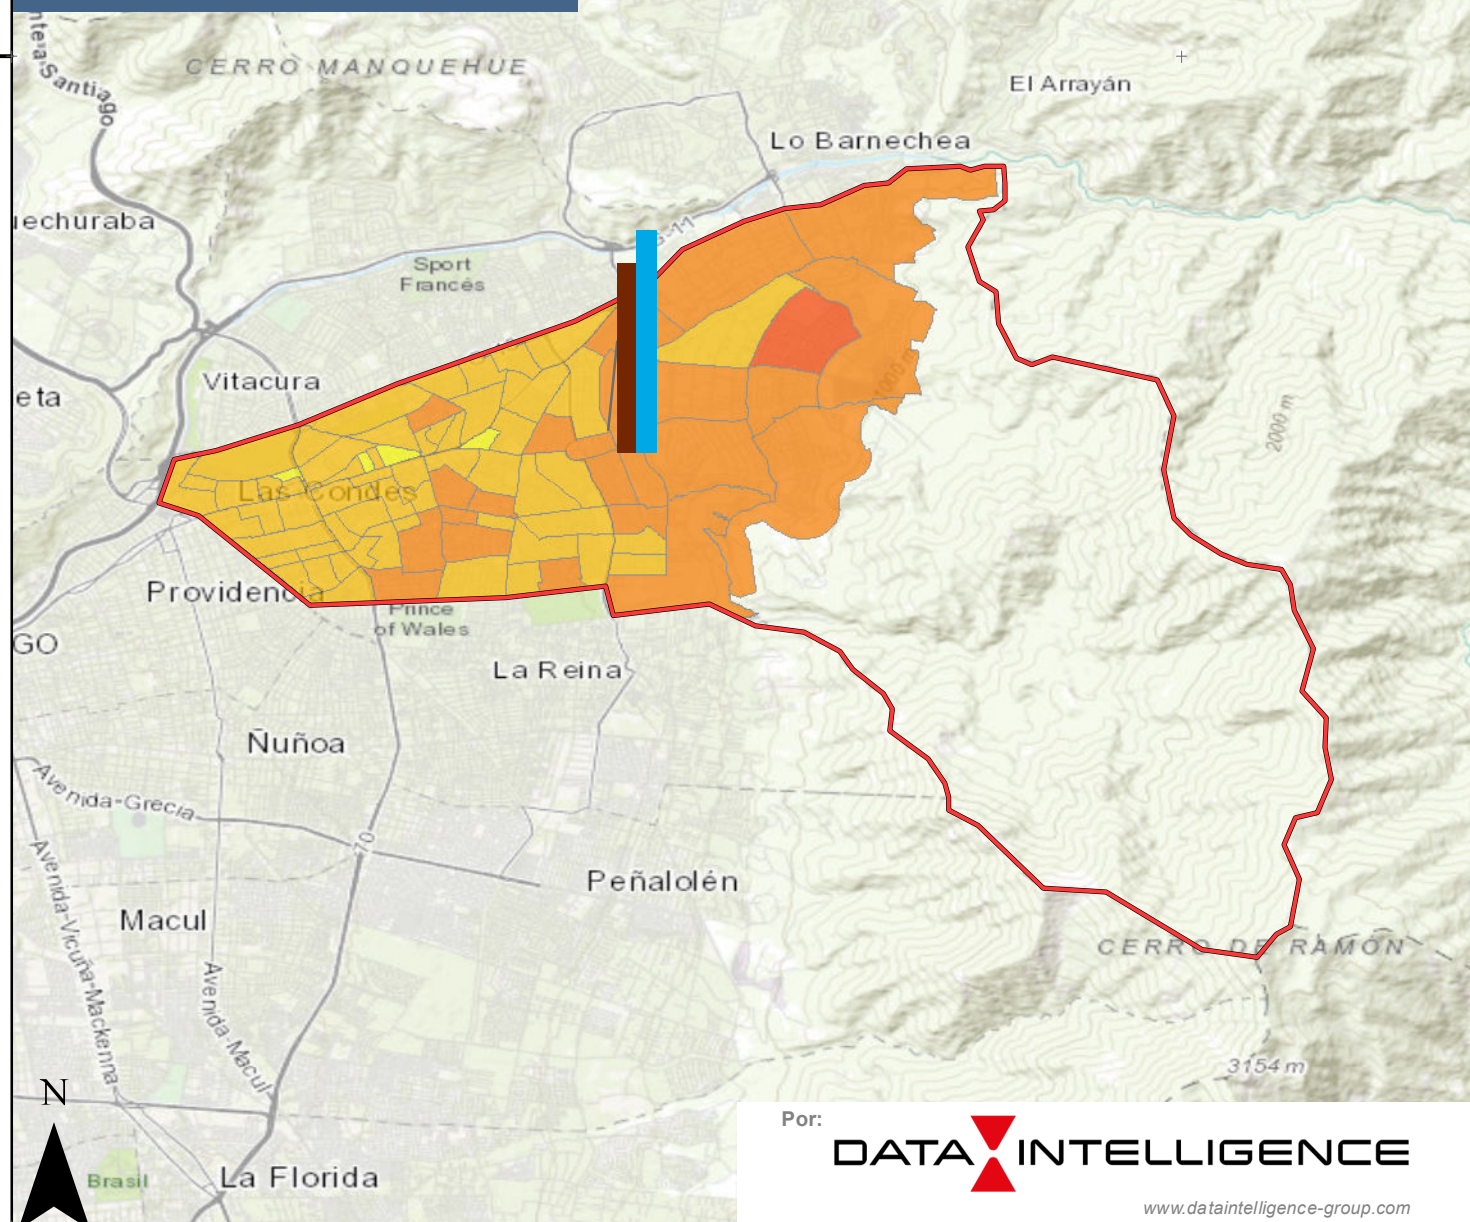 CERRO MANQUEHUE
El Arrayán
Lo Barnechea
Sport
Francés
Vitacura
2000 m
Las Condes
Providencia
Prince
of Wales
GO
La Reina
Ñuñoa
Avenida-Grecia
70
Peñalolén
Avenida-Vicuña-Mackenna
Macul
CERRO DE RAMÓN
Avenida-Macul
3154 m
N
Por:
DATA INTELLIGENCE
Brasil
La Florida
www.dataintelligence-group.com